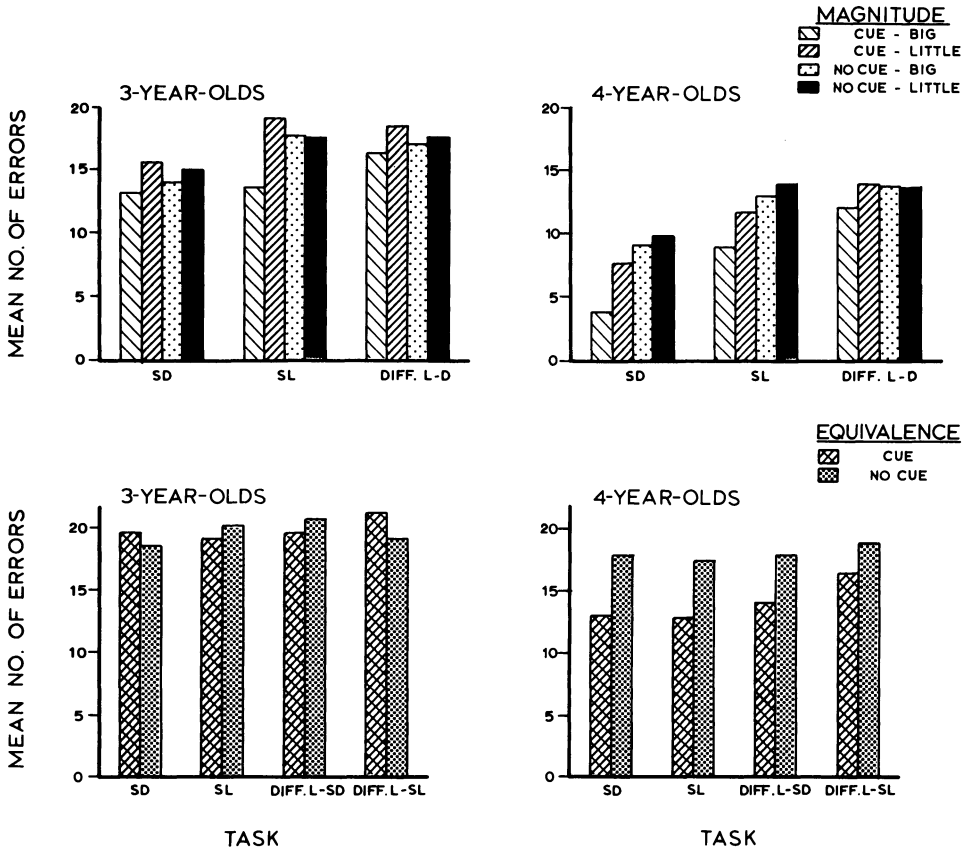 MAGNITUDE
CUE - BIG
CUE - LITTLE
NO CUE - BIG
NO CUE - LITTLE
3-YEAR-OLDS
4-YEAR-OLDS
MEAN NO. OF ERRORS
20
15
10
5
0
SD
SL
DIFF. L-D
20
15
10
5
0
SD
SL
DIFF. L-D
EQUIVALENCE
CUE
NO CUE
3-YEAR-OLDS
4-YEAR-OLDS
MEAN NO. OF ERRORS
20
15
10
5
0
SD
SL
DIFF. L-SD
DIFF. L-SL
20
15
10
5
0
SD
SL
DIFF. L-SD
DIFF. L-SL
TASK
TASK